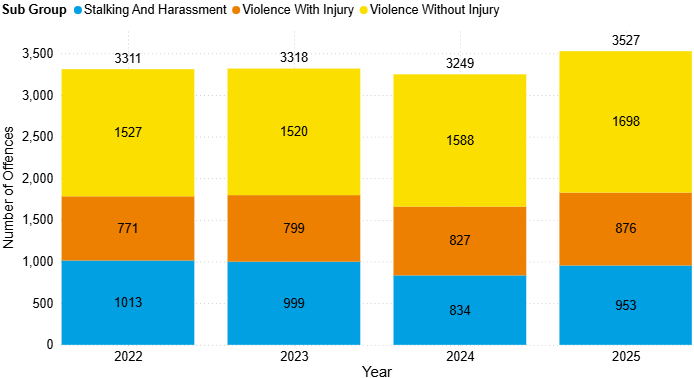 Sub Group Stalking And Harassment Violence With Injury Violence Without Injury
3311 3318 3249 3527
3,500
3,000
2,500
2,000
1,500
1,000
500
0
Number of Offences
1527 1520 1588 1698
771 799 827 876
1013 999 834 953
2022 2023 2024 2025
Year